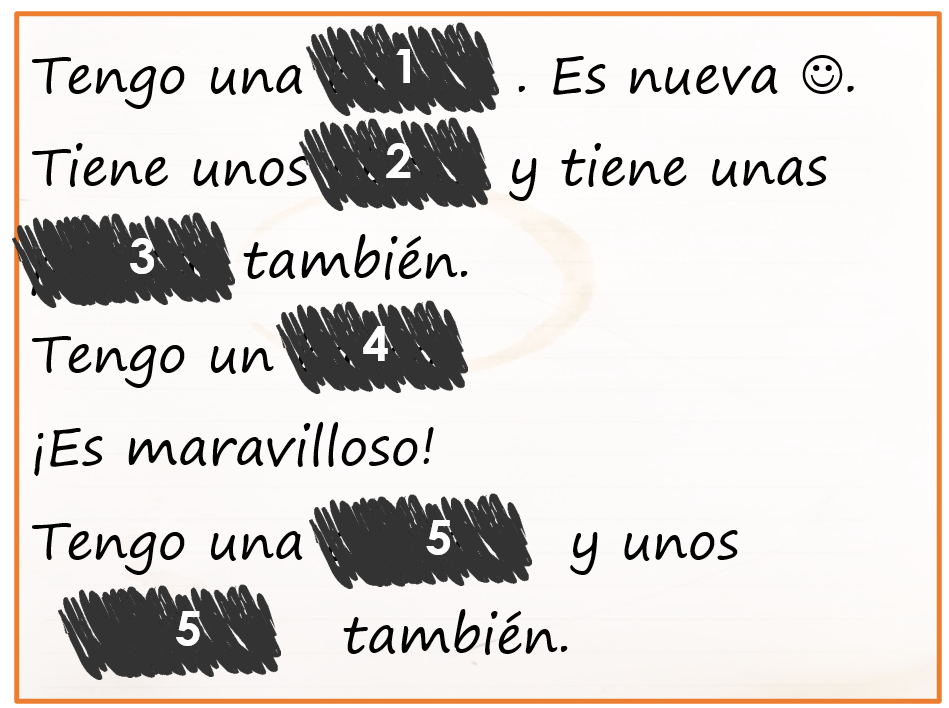 Tengo una 1 . Es nueva ☺.
Tiene unos 2 y tiene unas
3 también.
Tengo un 4
¡Es maravilloso!
Tengo una 5 y unos
5 también.